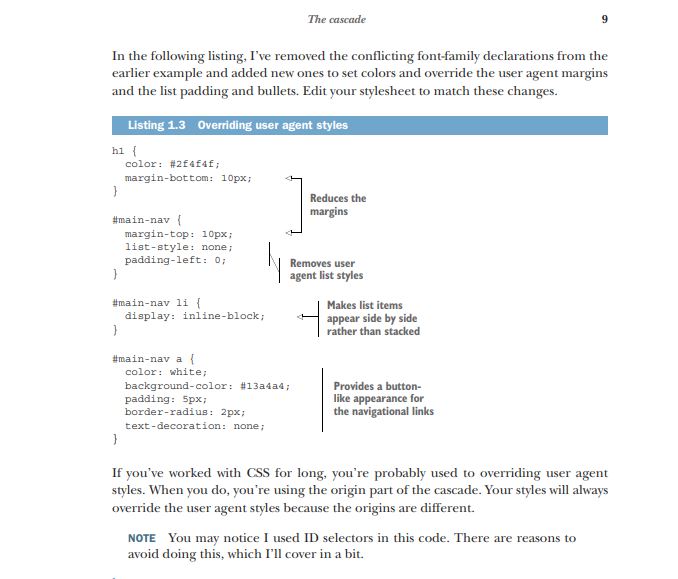 The cascade
9
In the following listing, I've removed the conflicting font-family declarations from the
earlier example and added new ones to set colors and override the user agent margins
and the list padding and bullets. Edit your stylesheet to match these changes.
Listing 1.3 Overriding user agent styles
h1 {
color: #2f4f4f;
margin-bottom: 10px;
}
Reduces the
margins
#main-nav {
margin-top: 10px;
list-style: none;
padding-left: 0;
}
Removes user
agent list styles
#main-nav li {
display: inline-block;
}
Makes list items
appear side by side
rather than stacked
#main-nav a {
color: white;
background-color: #13a4a4;
padding: 5px;
border-radius: 2px;
text-decoration: none;
}
Provides a button-
like appearance for
the navigational links
If you've worked with CSS for long, you're probably used to overriding user agent
styles. When you do, you're using the origin part of the cascade. Your styles will always
override the user agent styles because the origins are different.
NOTE You may notice I used ID selectors in this code. There are reasons to
avoid doing this, which I'll cover in a bit.